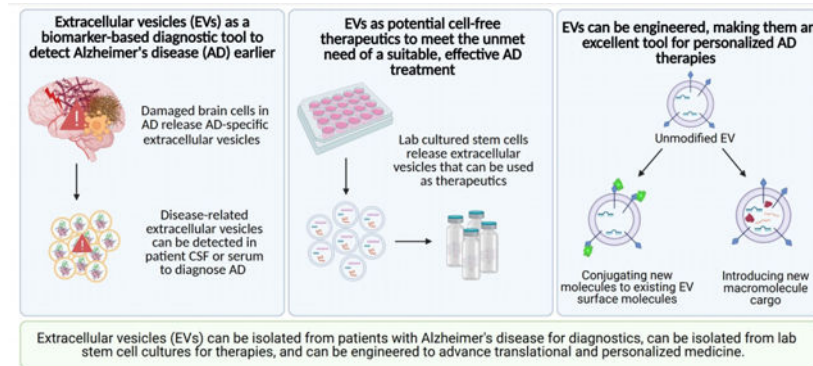 Extracellular vesicles (EVs) as a
biomarker-based diagnostic tool to
detect Alzheimer's disease (AD) earlier
Damaged brain cells in
AD release AD-specific
extracellular vesicles
Disease-related
extracellular vesicles
can be detected in
patient CSF or serum
to diagnose AD
EVs as potential cell-free
therapeutics to meet the unmet
need of a suitable, effective AD
treatment
Lab cultured stem cells
release extracellular
vesicles that can be used
as therapeutics
EVs can be engineered, making them an
excellent tool for personalized AD
therapies
Unmodified EV
Conjugating new
molecules to existing EV
surface molecules
Introducing new
macromolecule
cargo
Extracellular vesicles (EVs) can be isolated from patients with Alzheimer's disease for diagnostics, can be isolated from lab
stem cell cultures for therapies, and can be engineered to advance translational and personalized medicine.